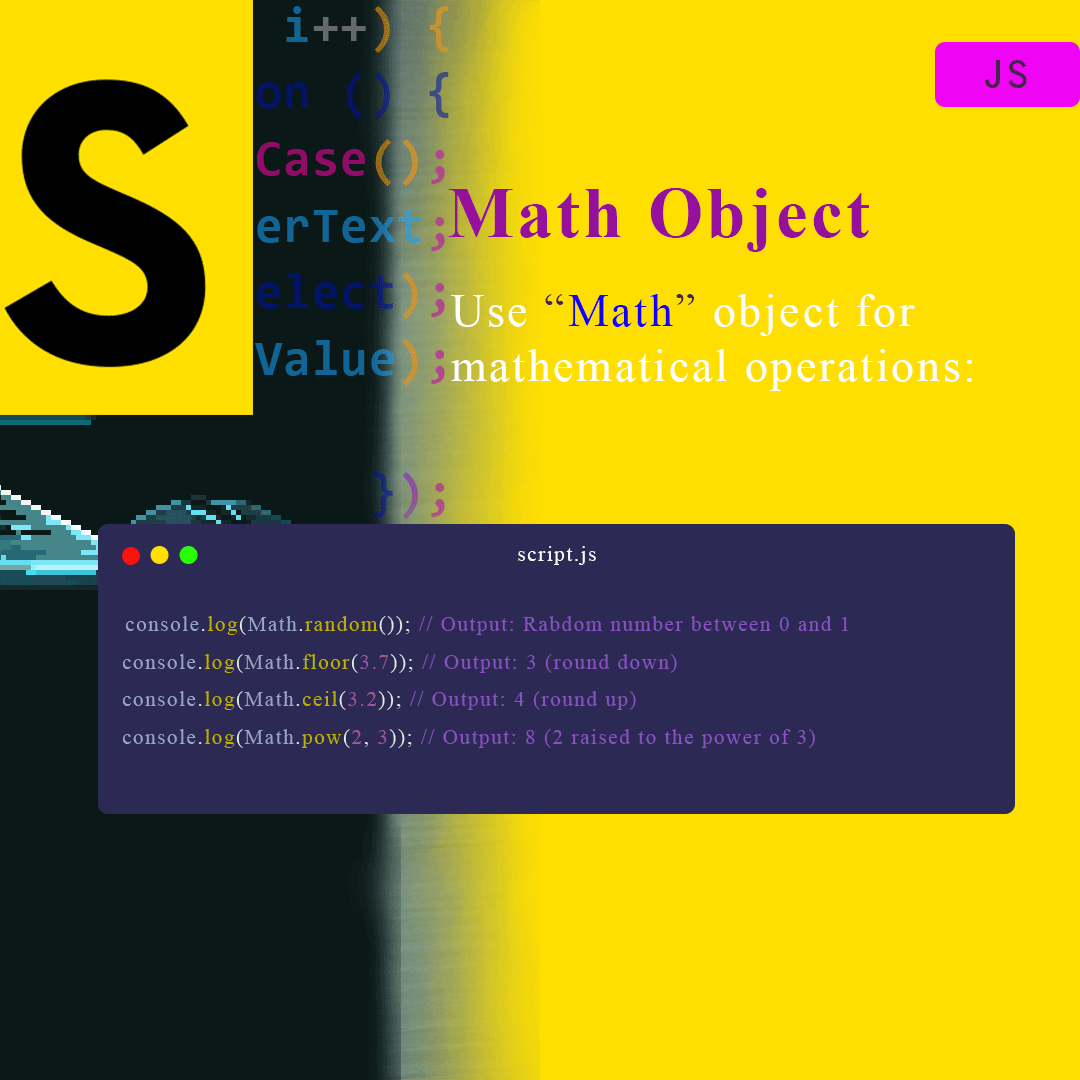 S
i++) {
on () {
Case();
erText;
elect);
Value);
});
JS
Math Object
Use “Math” object for
mathematical operations:
script.js
console.log(Math.random()); // Output: Rabdom number between 0 and 1
console.log(Math.floor(3.7)); // Output: 3 (round down)
console.log(Math.ceil(3.2)); // Output: 4 (round up)
console.log(Math.pow(2, 3)); // Output: 8 (2 raised to the power of 3)